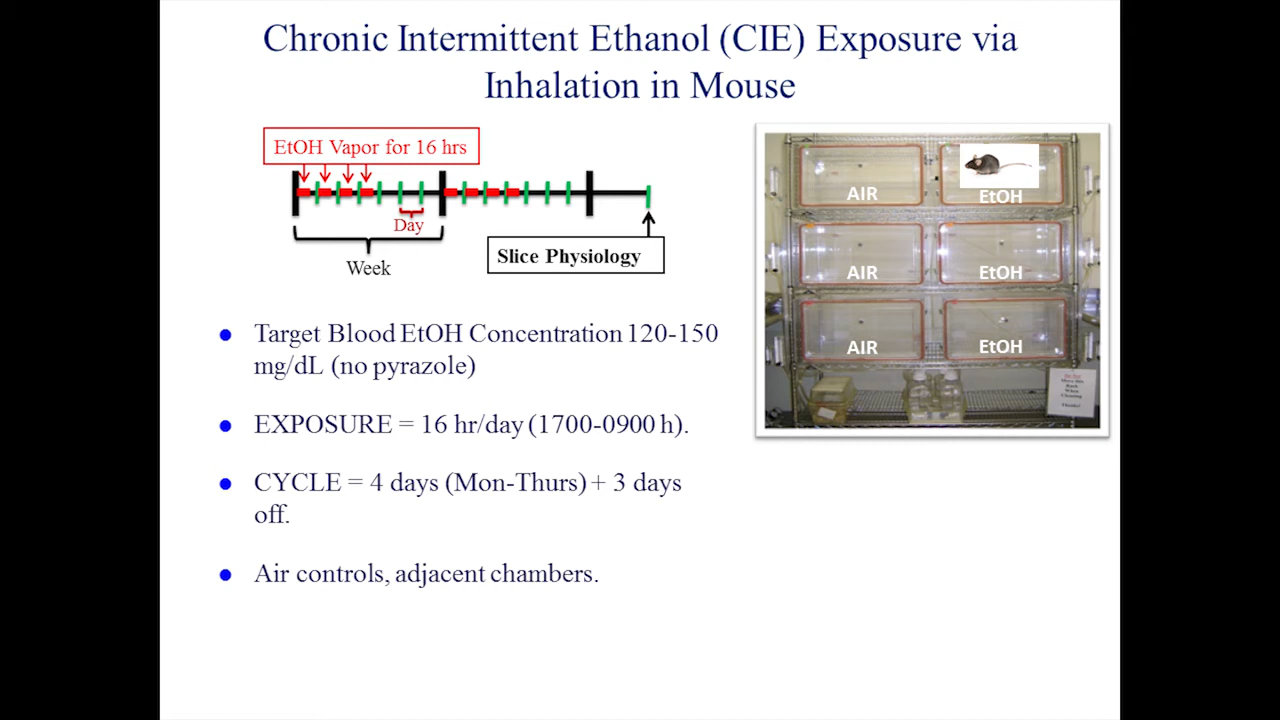 Chronic Intermittent Ethanol (CIE) Exposure via
Inhalation in Mouse
EtOH Vapor for 16 hrs
Day
Week
Slice Physiology
AIR
EtOH
AIR
EtOH
AIR
EtOH
Target Blood EtOH Concentration 120-150
mg/dL (no pyrazole)
EXPOSURE = 16 hr/day (1700-0900 h).
CYCLE = 4 days (Mon-Thurs) + 3 days
off.
Air controls, adjacent chambers.